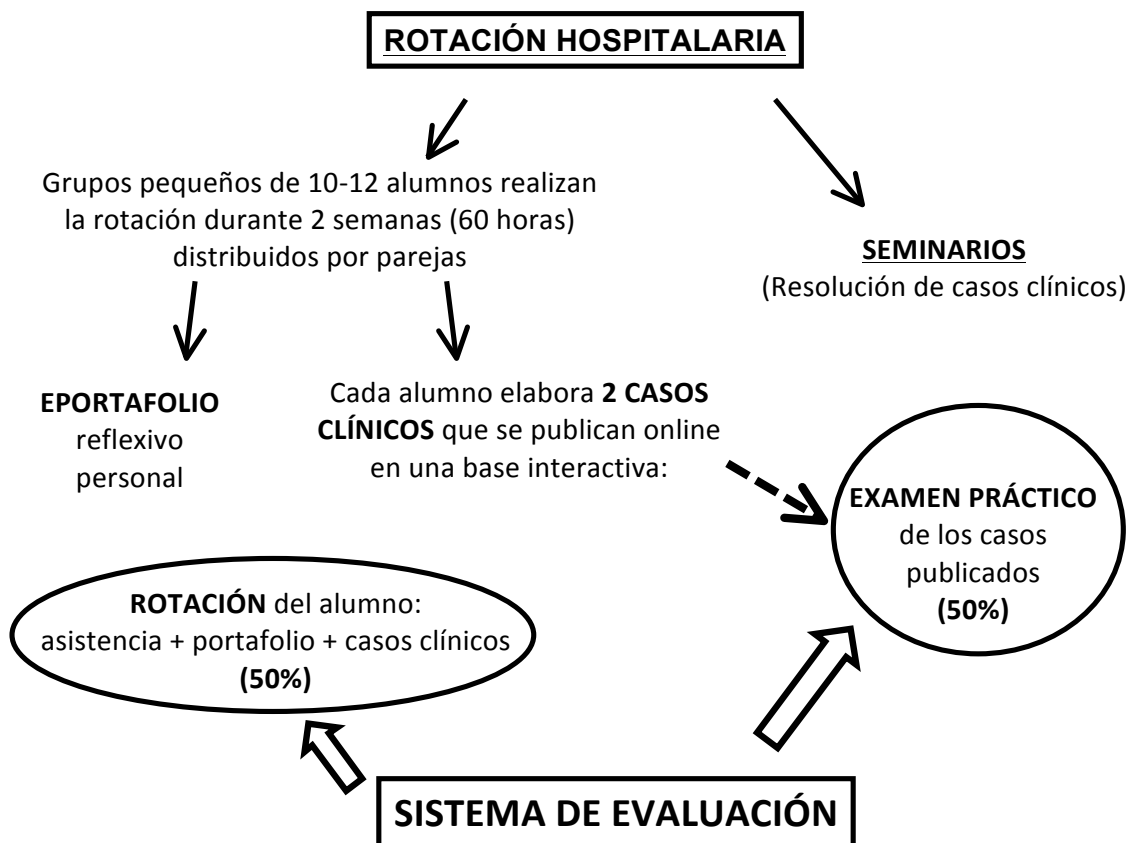 ROTACIÓN HOSPITALARIA
Grupos pequeños de 10-12 alumnos realizan
la rotación durante 2 semanas (60 horas)
distribuidos por parejas
SEMINARIOS
(Resolución de casos clínicos)
EPORTAFOLIO
reflexivo
personal
Cada alumno elabora 2 CASOS
CLÍNICOS que se publican online
en una base interactiva:
EXAMEN PRÁCTICO
de los casos
publicados
(50%)
ROTACIÓN del alumno:
asistencia + portafolio + casos clínicos
(50%)
SISTEMA DE EVALUACIÓN